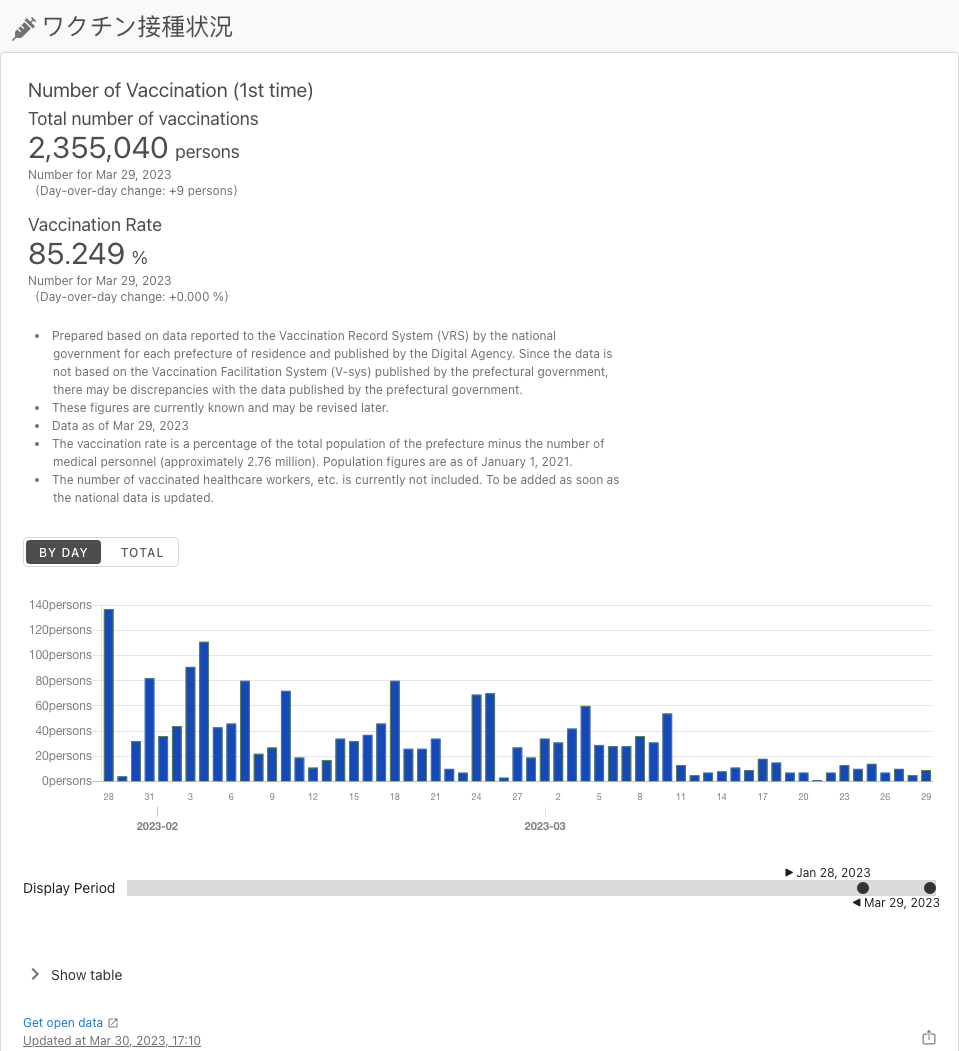 ワクチン接種状況
Number of Vaccination (1st time)
Total number of vaccinations
2,355,040 persons
Number for Mar 29, 2023
(Day-over-day change: +9 persons)
Vaccination Rate
85.249 %
Number for Mar 29, 2023
(Day-over-day change: +0.000 %)
• Prepared based on data reported to the Vaccination Record System (VRS) by the national
government for each prefecture of residence and published by the Digital Agency. Since the data is
not based on the Vaccination Facilitation System (V-sys) published by the prefectural government,
there may be discrepancies with the data published by the prefectural government.
• These figures are currently known and may be revised later.
• Data as of Mar 29, 2023
• The vaccination rate is a percentage of the total population of the prefecture minus the number of
medical personnel (approximately 2.76 million). Population figures are as of January 1, 2021.
• The number of vaccinated healthcare workers, etc. is currently not included. To be added as soon as
the national data is updated.
BY DAY TOTAL
140persons
120persons
100persons
80persons
60persons
40persons
20persons
0persons
28 31 3 6 9 12 15 18 21 24 27 2 5 8 11 14 17 20 23 26 29
2023-02 2023-03
Jan 28, 2023
Display Period
Mar 29, 2023
Show table
Get open data
Updated at Mar 30, 2023, 17:10